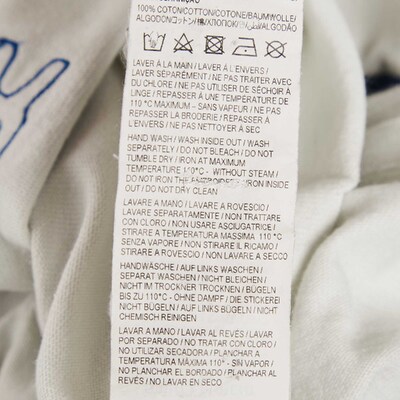 100% COTON/COTTON/COTONE/BAUMWOLLE/
LAVER À LA MAIN / LAVER À L'ENVERS /
LAVER SÉPARÉMENT / NE PAS TRAITER AVEC
DU CHLORE / NE PAS UTILISER DE SÉCHOIR À
LINGE / REPASSER À UNE TEMPÉRATURE DE
110 °C MAXIMUM – SANS VAPEUR / NE PAS
REPASSER LA BRODERIE / REPASSER À
L'ENVERS / NE PAS NETTOYER À SEC
HAND WASH / WASH INSIDE OUT / WASH
SEPARATELY / DO NOT BLEACH / DO NOT
TUMBLE DRY / IRON AT MAXIMUM
TEMPERATURE 110°C - WITHOUT STEAM /
DO NOT IRON THE EMBROIDERY / IRON INSIDE
OUT / DO NOT DRY CLEAN
LAVARE A MANO / LAVARE A ROVESCIO /
LAVARE SEPARATAMENTE / NON TRATTARE
CON CLORO / NON USARE ASCIUGATRICE /
STIRARE A TEMPERATURA MASSIMA 110 °C
SENZA VAPORE / NON STIRARE IL RICAMO /
STIRARE A ROVESCIO / NON LAVARE A SECCO
HANDWÄSCHE / AUF LINKS WASCHEN /
SEPARAT WASCHEN / NICHT BLEICHEN /
NICHT IM TROCKNER TROCKNEN / BÜGELN
BIS ZU 110°C - OHNE DAMPF / DIE STICKEREI
NICHT BÜGELN / AUF LINKS BÜGELN / NICHT
CHEMISCH REINIGEN
LAVAR A MANO / LAVAR AL REVÉS / LAVAR
POR SEPARADO / NO TRATAR CON CLORO /
NO UTILIZAR SECADORA / PLANCHAR A
TEMPERATURA MÁXIMA 110° - SIN VAPOR /
NO PLANCHAR EL BORDADO / PLANCHAR AL
REVÉS / NO LAVAR EN SECO